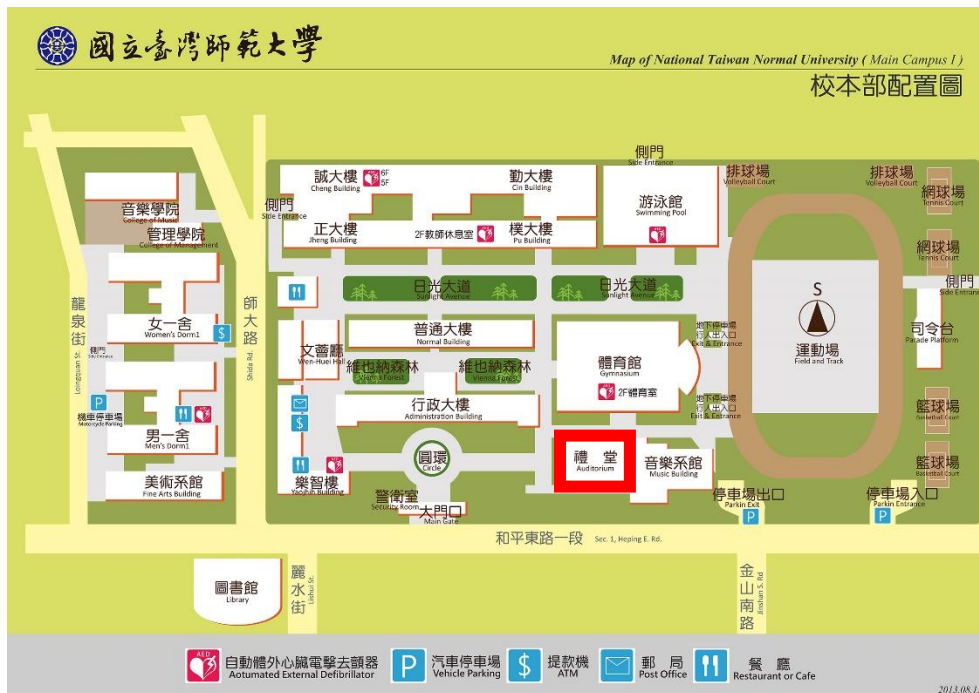 國立臺灣師範大學
Map of National Taiwan Normal University ( Main Campus I )
校本部配置圖
側門
Side Entrance
誠大樓
Cheng Building
AED
6F
5F
勤大樓
Cin Building
游泳館
Swimming Pool
排球場
Volleyball Court
排球場
Volleyball Court
網球場
Tennis Court
音樂學院
College of Music
管理學院
College of Management
側門
Side Entrance
正大樓
Jheng Building
2F教師休息室
樸大樓
Pu Building
網球場
Tennis Court
側門
Side Entrance
龍泉街
Longcyuan St.
師大路
Shihda Rd.
日光大道
Sunlight Avenue
日光大道
Sunlight Avenue
S
運動場
Field and Track
司令台
Parade Platform
女一舍
Women's Dorm1
$
文薈廳
Wen-Huei Hall
普通大樓
Normal Building
體育館
Gymnasium
2F體育室
地下停車場
行人出入口
Exit & Entrance
側門
Side Entrance
維也納森林
Vienna Forest
維也納森林
Vienna Forest
行政大樓
Administration Building
地下停車場
行人出入口
Exit & Entrance
籃球場
Basketball Court
P
機車停車場
Motorcycle Parking
男一舍
Men's Dorm1
$
圓環
Circle
禮 堂
Auditorium
音樂系館
Music Building
籃球場
Basketball Court
美術系館
Fine Arts Building
樂智樓
Yaojhih Building
警衛室
Security Room
大門口
Main Gate
停車場出口
Parkin Exit
P
停車場入口
Parkin Entrance
P
和平東路一段 Sec. 1, Heping E. Rd.
圖書館
Library
麗水街
Lishui St.
金山南路
Jinshan S. Rd
AED
自動體外心臟電擊去顫器
Aotumated External Defibrillator
P
汽車停車場
Vehicle Parking
$
提款機
ATM
郵 局
Post Office
餐 廳
Restaurant or Cafe